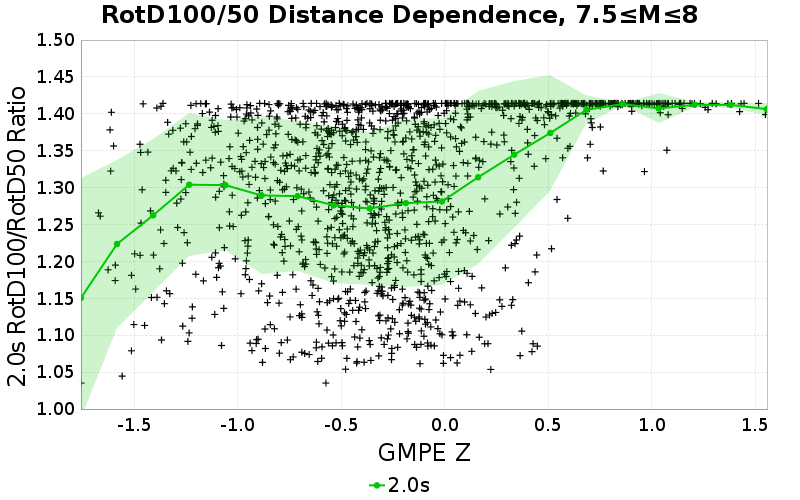 RotD100/50 Distance Dependence, 7.5≤M≤8
2.0s RotD100/RotD50 Ratio
1.50
1.45
1.40
1.35
1.30
1.25
1.20
1.15
1.10
1.05
1.00
-1.5 -1.0 -0.5 0.0 0.5 1.0 1.5
GMPE Z
2.0s